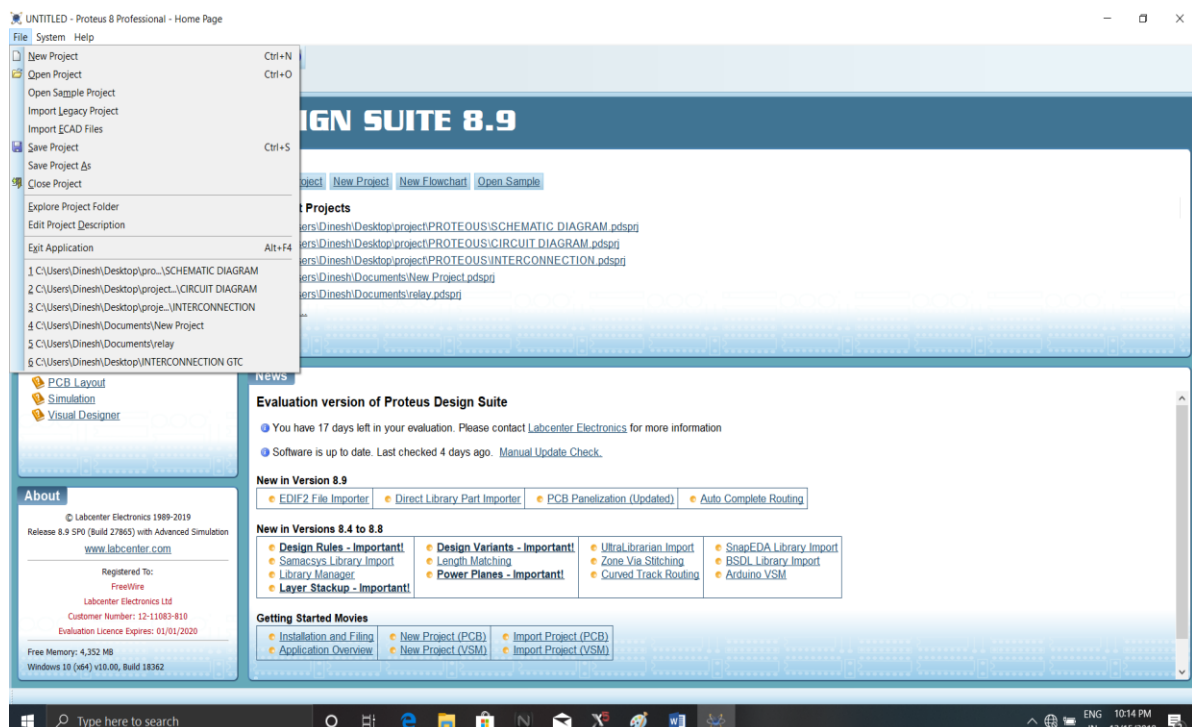 UNTITLED - Proteus 8 Professional - Home Page
File System Help
New Project Ctrl+N
Open Project Ctrl+O
Open Sample Project
Import Legacy Project
Import ECAD Files
Save Project Ctrl+S
Save Project As
Close Project
Explore Project Folder
Edit Project Description
Exit Application Alt+F4
1 C:\Users\Dinesh\Desktop\pro...\SCHEMATIC DIAGRAM
2 C:\Users\Dinesh\Desktop\project...\CIRCUIT DIAGRAM
3 C:\Users\Dinesh\Desktop\proje...\INTERCONNECTION
4 C:\Users\Dinesh\Documents\New Project
5 C:\Users\Dinesh\Documents\relay
6 C:\Users\Dinesh\Desktop\INTERCONNECTION GTC
IGN SUITE 8.9
oject New Project New Flowchart Open Sample
t Projects
ers\Dinesh\Desktop\project\PROTEOUS\SCHEMATIC DIAGRAM.pdsprj
ers\Dinesh\Desktop\project\PROTEOUS\CIRCUIT DIAGRAM.pdsprj
ers\Dinesh\Desktop\project\PROTEOUS\INTERCONNECTION.pdsprj
ers\Dinesh\Documents\New Project.pdsprj
ers\Dinesh\Documents\relay.pdsprj
PCB Layout
Simulation
Visual Designer
About
© Labcenter Electronics 1989-2019
Release 8.9 SP0 (Build 27865) with Advanced Simulation
www.labcenter.com
Registered To:
FreeWire
Labcenter Electronics Ltd
Customer Number: 12-11083-810
Evaluation Licence Expires: 01/01/2020
Free Memory: 4,352 MB
Windows 10 (x64) v10.00, Build 18362
News
Evaluation version of Proteus Design Suite
You have 17 days left in your evaluation. Please contact Labcenter Electronics for more information
Software is up to date. Last checked 4 days ago. Manual Update Check.
New in Version 8.9
EDIF2 File Importer Direct Library Part Importer PCB Panelization (Updated) Auto Complete Routing
New in Versions 8.4 to 8.8
Design Rules - Important! Design Variants - Important! UltraLibrarian Import SnapEDA Library Import
Samacsys Library Import Length Matching Zone Via Stitching BSDL Library Import
Library Manager Power Planes - Important! Curved Track Routing Arduino VSM
Layer Stackup - Important!
Getting Started Movies
Installation and Filing New Project (PCB) Import Project (PCB)
Application Overview New Project (VSM) Import Project (VSM)
Type here to search
ENG 10:14 PM